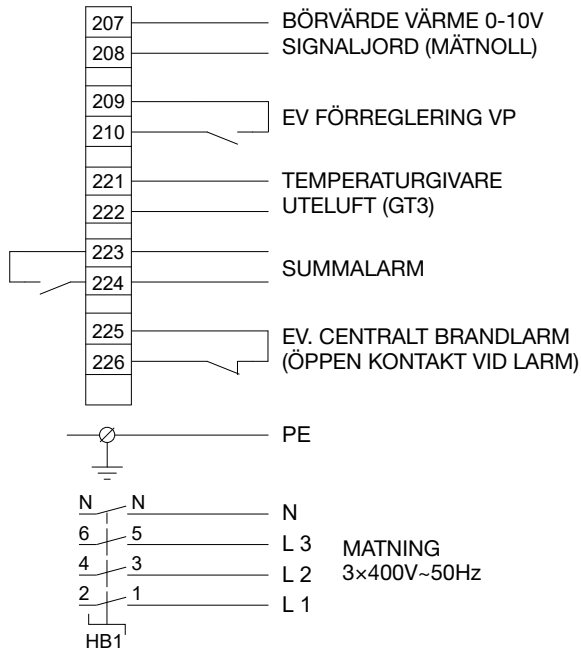 207 BÖRVÄRDE VÄRME 0-10V
208 SIGNALJORD (MÄTNOLL)
209
EV FÖRREGLERING VP
210
221 TEMPERATURGIVARE
222 UTELUFT (GT3)
223
SUMMALARM
224
225 EV. CENTRALT BRANDLARM
226 (ÖPPEN KONTAKT VID LARM)
PE
N N N
6 5 L 3
MATNING
4 3 L 2
3×400V~50Hz
2 1 L 1
HB1